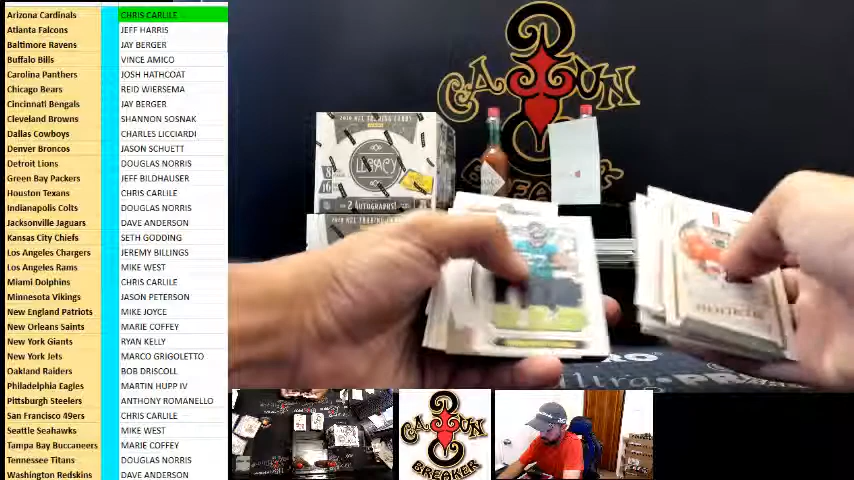 Arizona Cardinals CHRIS CARLILE
Atlanta Falcons JEFF HARRIS
Baltimore Ravens JAY BERGER
Buffalo Bills VINCE AMICO
Carolina Panthers JOSH HATHCOAT
Chicago Bears REID WIERSEMA
Cincinnati Bengals JAY BERGER
Cleveland Browns SHANNON SOSNAK
Dallas Cowboys CHARLES LICCIARDI
Denver Broncos JASON SCHUETT
Detroit Lions DOUGLAS NORRIS
Green Bay Packers JEFF BILDHAUSER
Houston Texans CHRIS CARLILE
Indianapolis Colts DOUGLAS NORRIS
Jacksonville Jaguars DAVE ANDERSON
Kansas City Chiefs SETH GODDING
Los Angeles Chargers JEREMY BILLINGS
Los Angeles Rams MIKE WEST
Miami Dolphins CHRIS CARLILE
Minnesota Vikings JASON PETERSON
New England Patriots MIKE JOYCE
New Orleans Saints MARIE COFFEY
New York Giants RYAN KELLY
New York Jets MARCO GRIGOLETTO
Oakland Raiders BOB DRISCOLL
Philadelphia Eagles MARTIN HUPP IV
Pittsburgh Steelers ANTHONY ROMANELLO
San Francisco 49ers CHRIS CARLILE
Seattle Seahawks MIKE WEST
Tampa Bay Buccaneers MARIE COFFEY
Tennessee Titans DOUGLAS NORRIS
Washington Redskins DAVE ANDERSON
CAJUN
LEGACY
2 AUTOGRAPHS
CAJUN
BREAKER